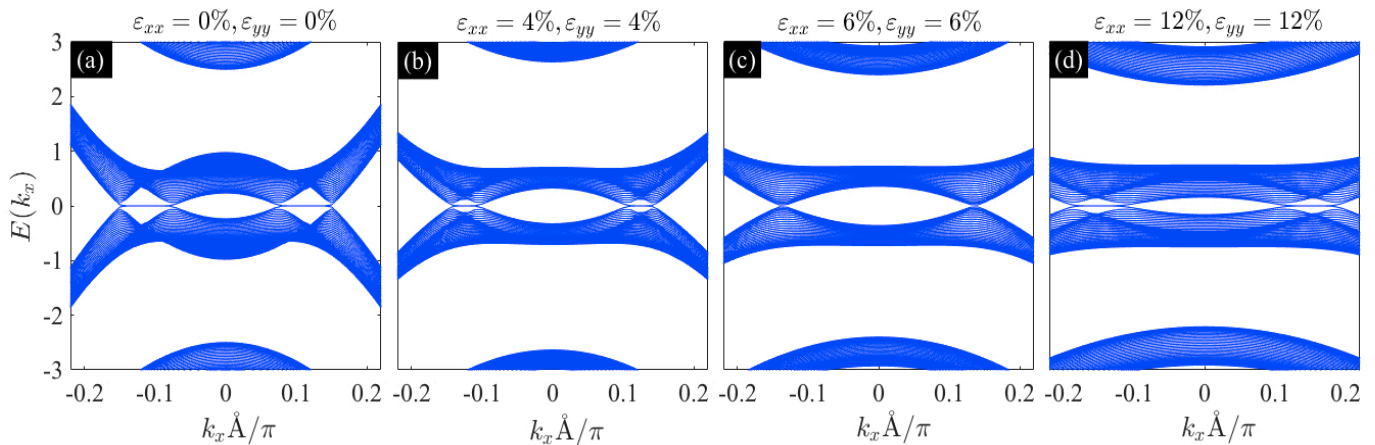 ε_xx = 0%, ε_yy = 0%
ε_xx = 4%, ε_yy = 4%
ε_xx = 6%, ε_yy = 6%
ε_xx = 12%, ε_yy = 12%
(a)
(b)
(c)
(d)
E(k_x)
3
2
1
0
-1
-2
-3
-0.2 -0.1 0 0.1 0.2
-0.2 -0.1 0 0.1 0.2
-0.2 -0.1 0 0.1 0.2
-0.2 -0.1 0 0.1 0.2
k_xÅ/π
k_xÅ/π
k_xÅ/π
k_xÅ/π